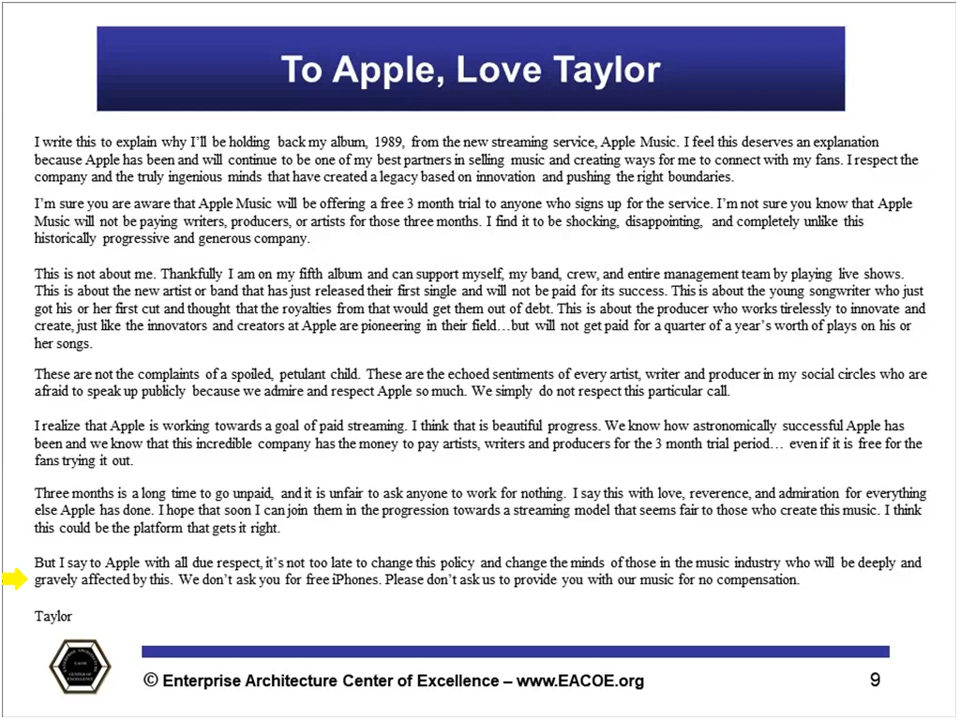 To Apple, Love Taylor
I write this to explain why I'll be holding back my album, 1989, from the new streaming service, Apple Music. I feel this deserves an explanation
because Apple has been and will continue to be one of my best partners in selling music and creating ways for me to connect with my fans. I respect the
company and the truly ingenious minds that have created a legacy based on innovation and pushing the right boundaries.
I'm sure you are aware that Apple Music will be offering a free 3 month trial to anyone who signs up for the service. I'm not sure you know that Apple
Music will not be paying writers, producers, or artists for those three months. I find it to be shocking, disappointing, and completely unlike this
historically progressive and generous company.
This is not about me. Thankfully I am on my fifth album and can support myself, my band, crew, and entire management team by playing live shows.
This is about the new artist or band that has just released their first single and will not be paid for its success. This is about the young songwriter who just
got his or her first cut and thought that the royalties from that would get them out of debt. This is about the producer who works tirelessly to innovate and
create, just like the innovators and creators at Apple are pioneering in their field…but will not get paid for a quarter of a year's worth of plays on his or
her songs.
These are not the complaints of a spoiled, petulant child. These are the echoed sentiments of every artist, writer and producer in my social circles who are
afraid to speak up publicly because we admire and respect Apple so much. We simply do not respect this particular call.
I realize that Apple is working towards a goal of paid streaming. I think that is beautiful progress. We know how astronomically successful Apple has
been and we know that this incredible company has the money to pay artists, writers and producers for the 3 month trial period… even if it is free for the
fans trying it out.
Three months is a long time to go unpaid, and it is unfair to ask anyone to work for nothing. I say this with love, reverence, and admiration for everything
else Apple has done. I hope that soon I can join them in the progression towards a streaming model that seems fair to those who create this music. I think
this could be the platform that gets it right.
But I say to Apple with all due respect, it's not too late to change this policy and change the minds of those in the music industry who will be deeply and
gravely affected by this. We don't ask you for free iPhones. Please don't ask us to provide you with our music for no compensation.
Taylor
EACOE
CENTER OF
EXCELLENCE
© Enterprise Architecture Center of Excellence – www.EACOE.org
9